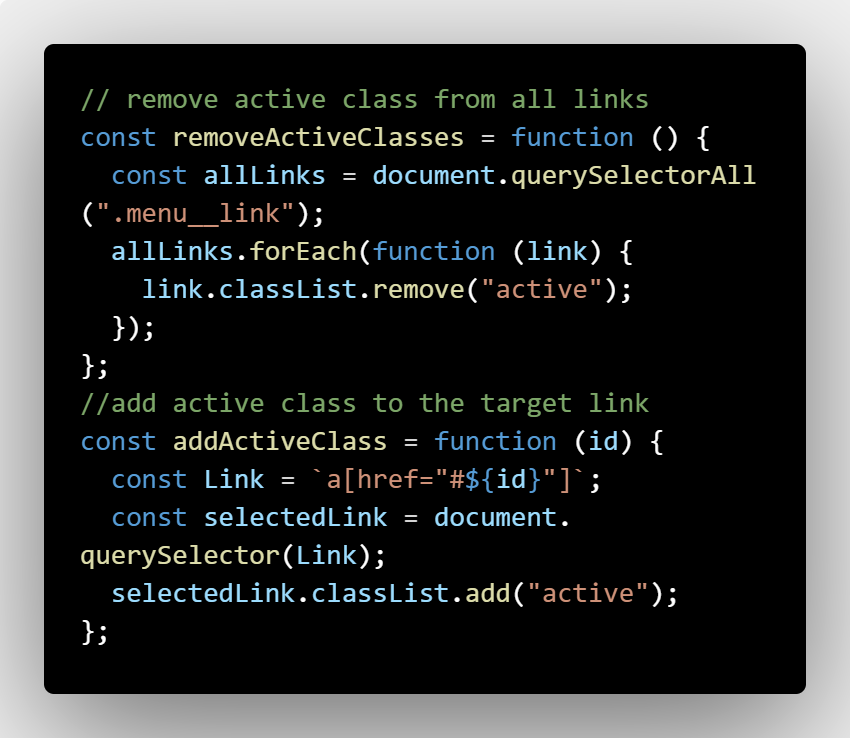 // remove active class from all links
const removeActiveClasses = function () {
  const allLinks = document.querySelectorAll
(".menu__link");
  allLinks.forEach(function (link) {
    link.classList.remove("active");
  });
};
//add active class to the target link
const addActiveClass = function (id) {
  const Link = `a[href="#${id}"]`;
  const selectedLink = document.
querySelector(Link);
  selectedLink.classList.add("active");
};